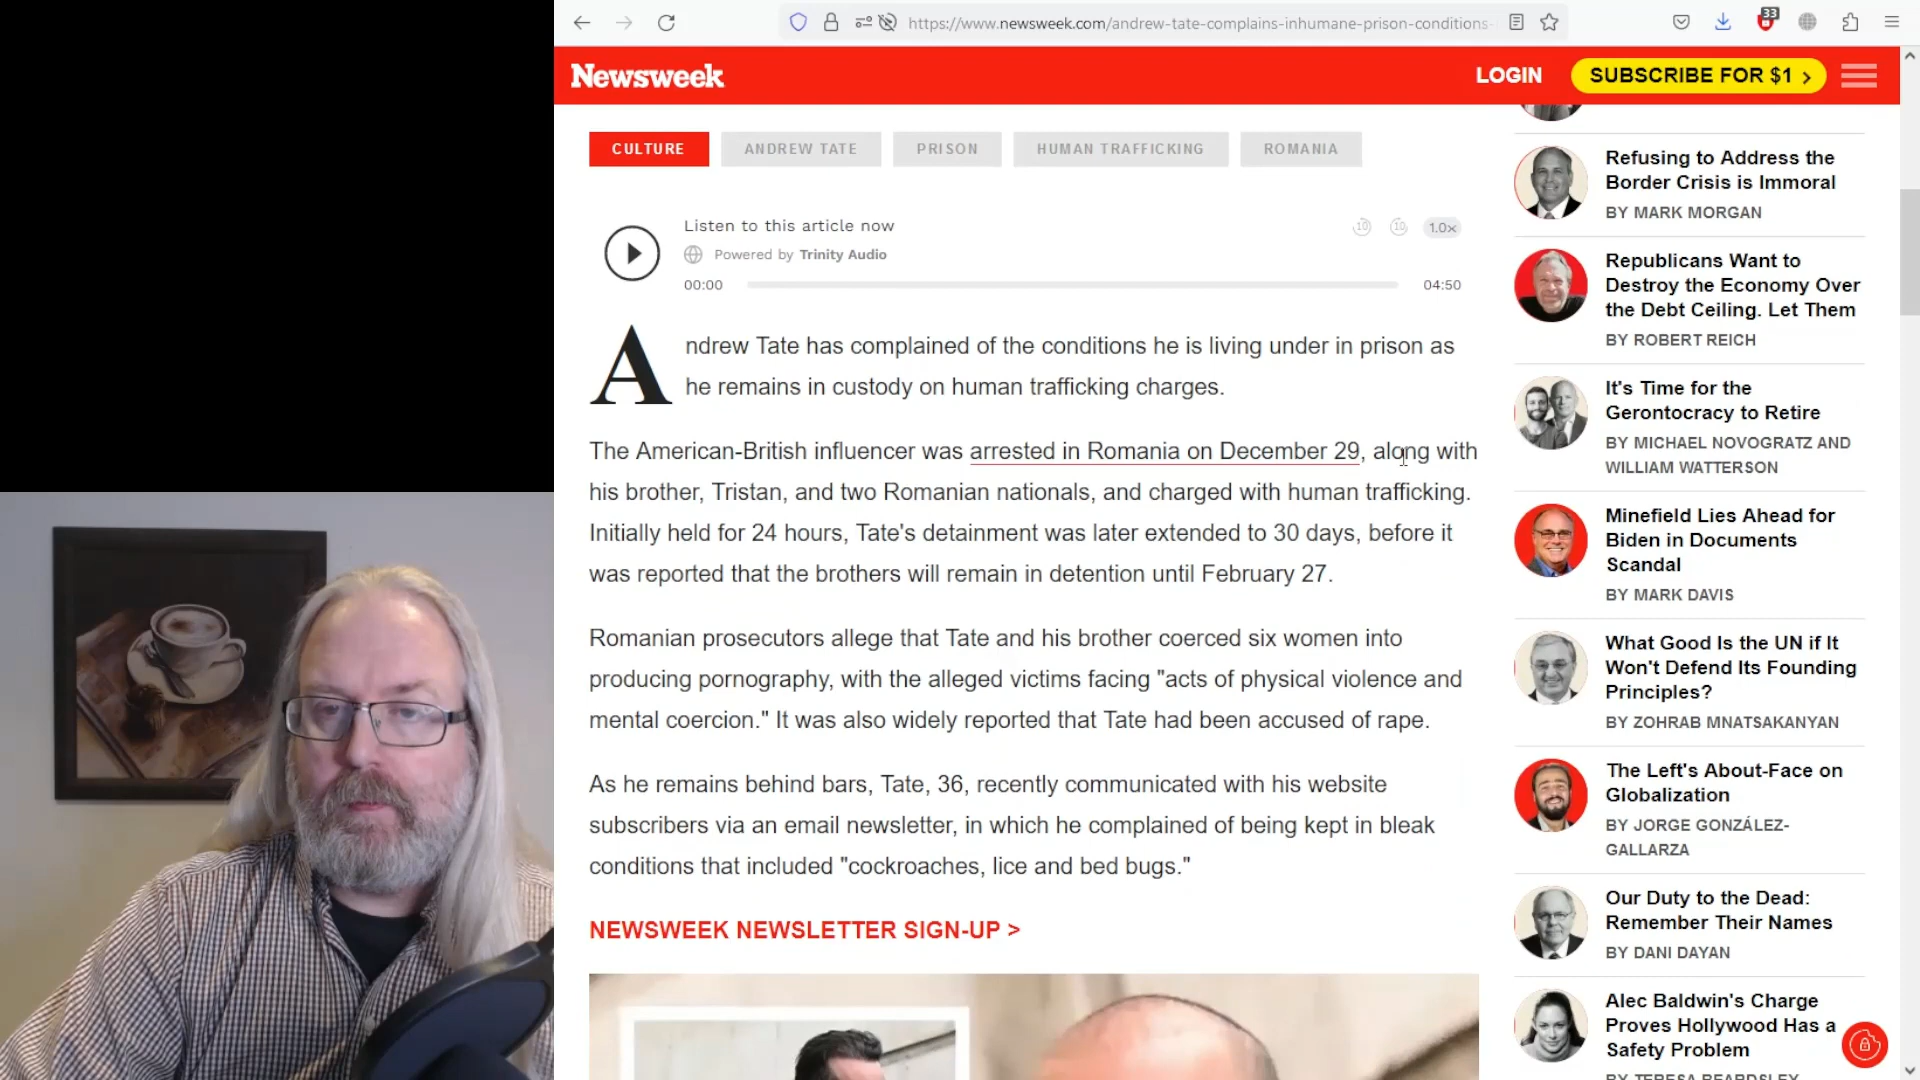 33
https://www.newsweek.com/andrew-tate-complains-inhumane-prison-conditions-
Newsweek
LOGIN
SUBSCRIBE FOR $1 >
CULTURE
ANDREW TATE
PRISON
HUMAN TRAFFICKING
ROMANIA
Listen to this article now
10
10
1.0x
Powered by Trinity Audio
00:00
04:50
Andrew Tate has complained of the conditions he is living under in prison as
he remains in custody on human trafficking charges.
The American-British influencer was arrested in Romania on December 29, along with
his brother, Tristan, and two Romanian nationals, and charged with human trafficking.
Initially held for 24 hours, Tate's detainment was later extended to 30 days, before it
was reported that the brothers will remain in detention until February 27.
Romanian prosecutors allege that Tate and his brother coerced six women into
producing pornography, with the alleged victims facing "acts of physical violence and
mental coercion." It was also widely reported that Tate had been accused of rape.
As he remains behind bars, Tate, 36, recently communicated with his website
subscribers via an email newsletter, in which he complained of being kept in bleak
conditions that included "cockroaches, lice and bed bugs."
NEWSWEEK NEWSLETTER SIGN-UP >
Refusing to Address the
Border Crisis is Immoral
BY MARK MORGAN
Republicans Want to
Destroy the Economy Over
the Debt Ceiling. Let Them
BY ROBERT REICH
It's Time for the
Gerontocracy to Retire
BY MICHAEL NOVOGRATZ AND
WILLIAM WATTERSON
Minefield Lies Ahead for
Biden in Documents
Scandal
BY MARK DAVIS
What Good Is the UN if It
Won't Defend Its Founding
Principles?
BY ZOHRAB MNATSAKANYAN
The Left's About-Face on
Globalization
BY JORGE GONZÁLEZ-
GALLARZA
Our Duty to the Dead:
Remember Their Names
BY DANI DAYAN
Alec Baldwin's Charge
Proves Hollywood Has a
Safety Problem
BY TERESA BEARDSLEY